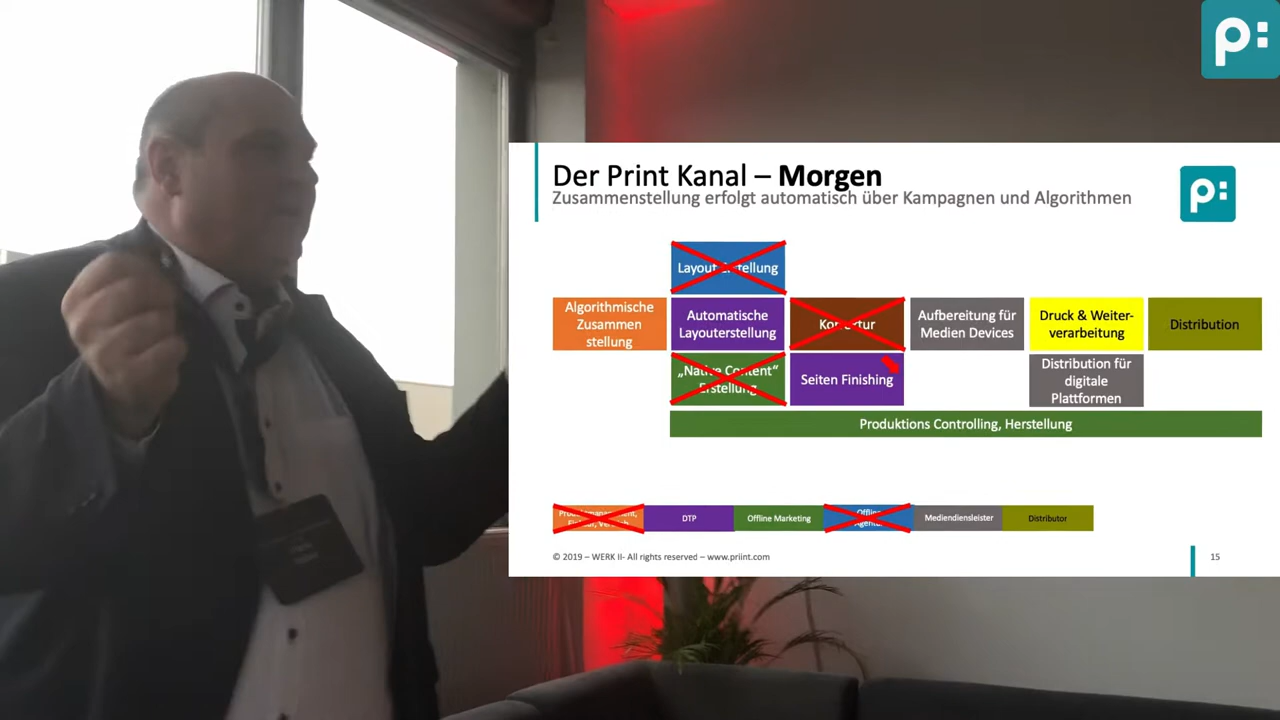 p:
Der Print Kanal – Morgen
Zusammenstellung erfolgt automatisch über Kampagnen und Algorithmen
p:
Layout Erstellung
Algorithmische
Zusammen
stellung
Automatische
Layouterstellung
Korrektur
Aufbereitung für
Medien Devices
Druck & Weiter-
verarbeitung
Distribution
„Native Content“
Erstellung
Seiten Finishing
Distribution für
digitale
Plattformen
Produktions Controlling, Herstellung
DTP
Offline Marketing
Offline
Agentur
Mediendiensleister
Distributor
© 2019 – WERK II- All rights reserved – www.priint.com
15